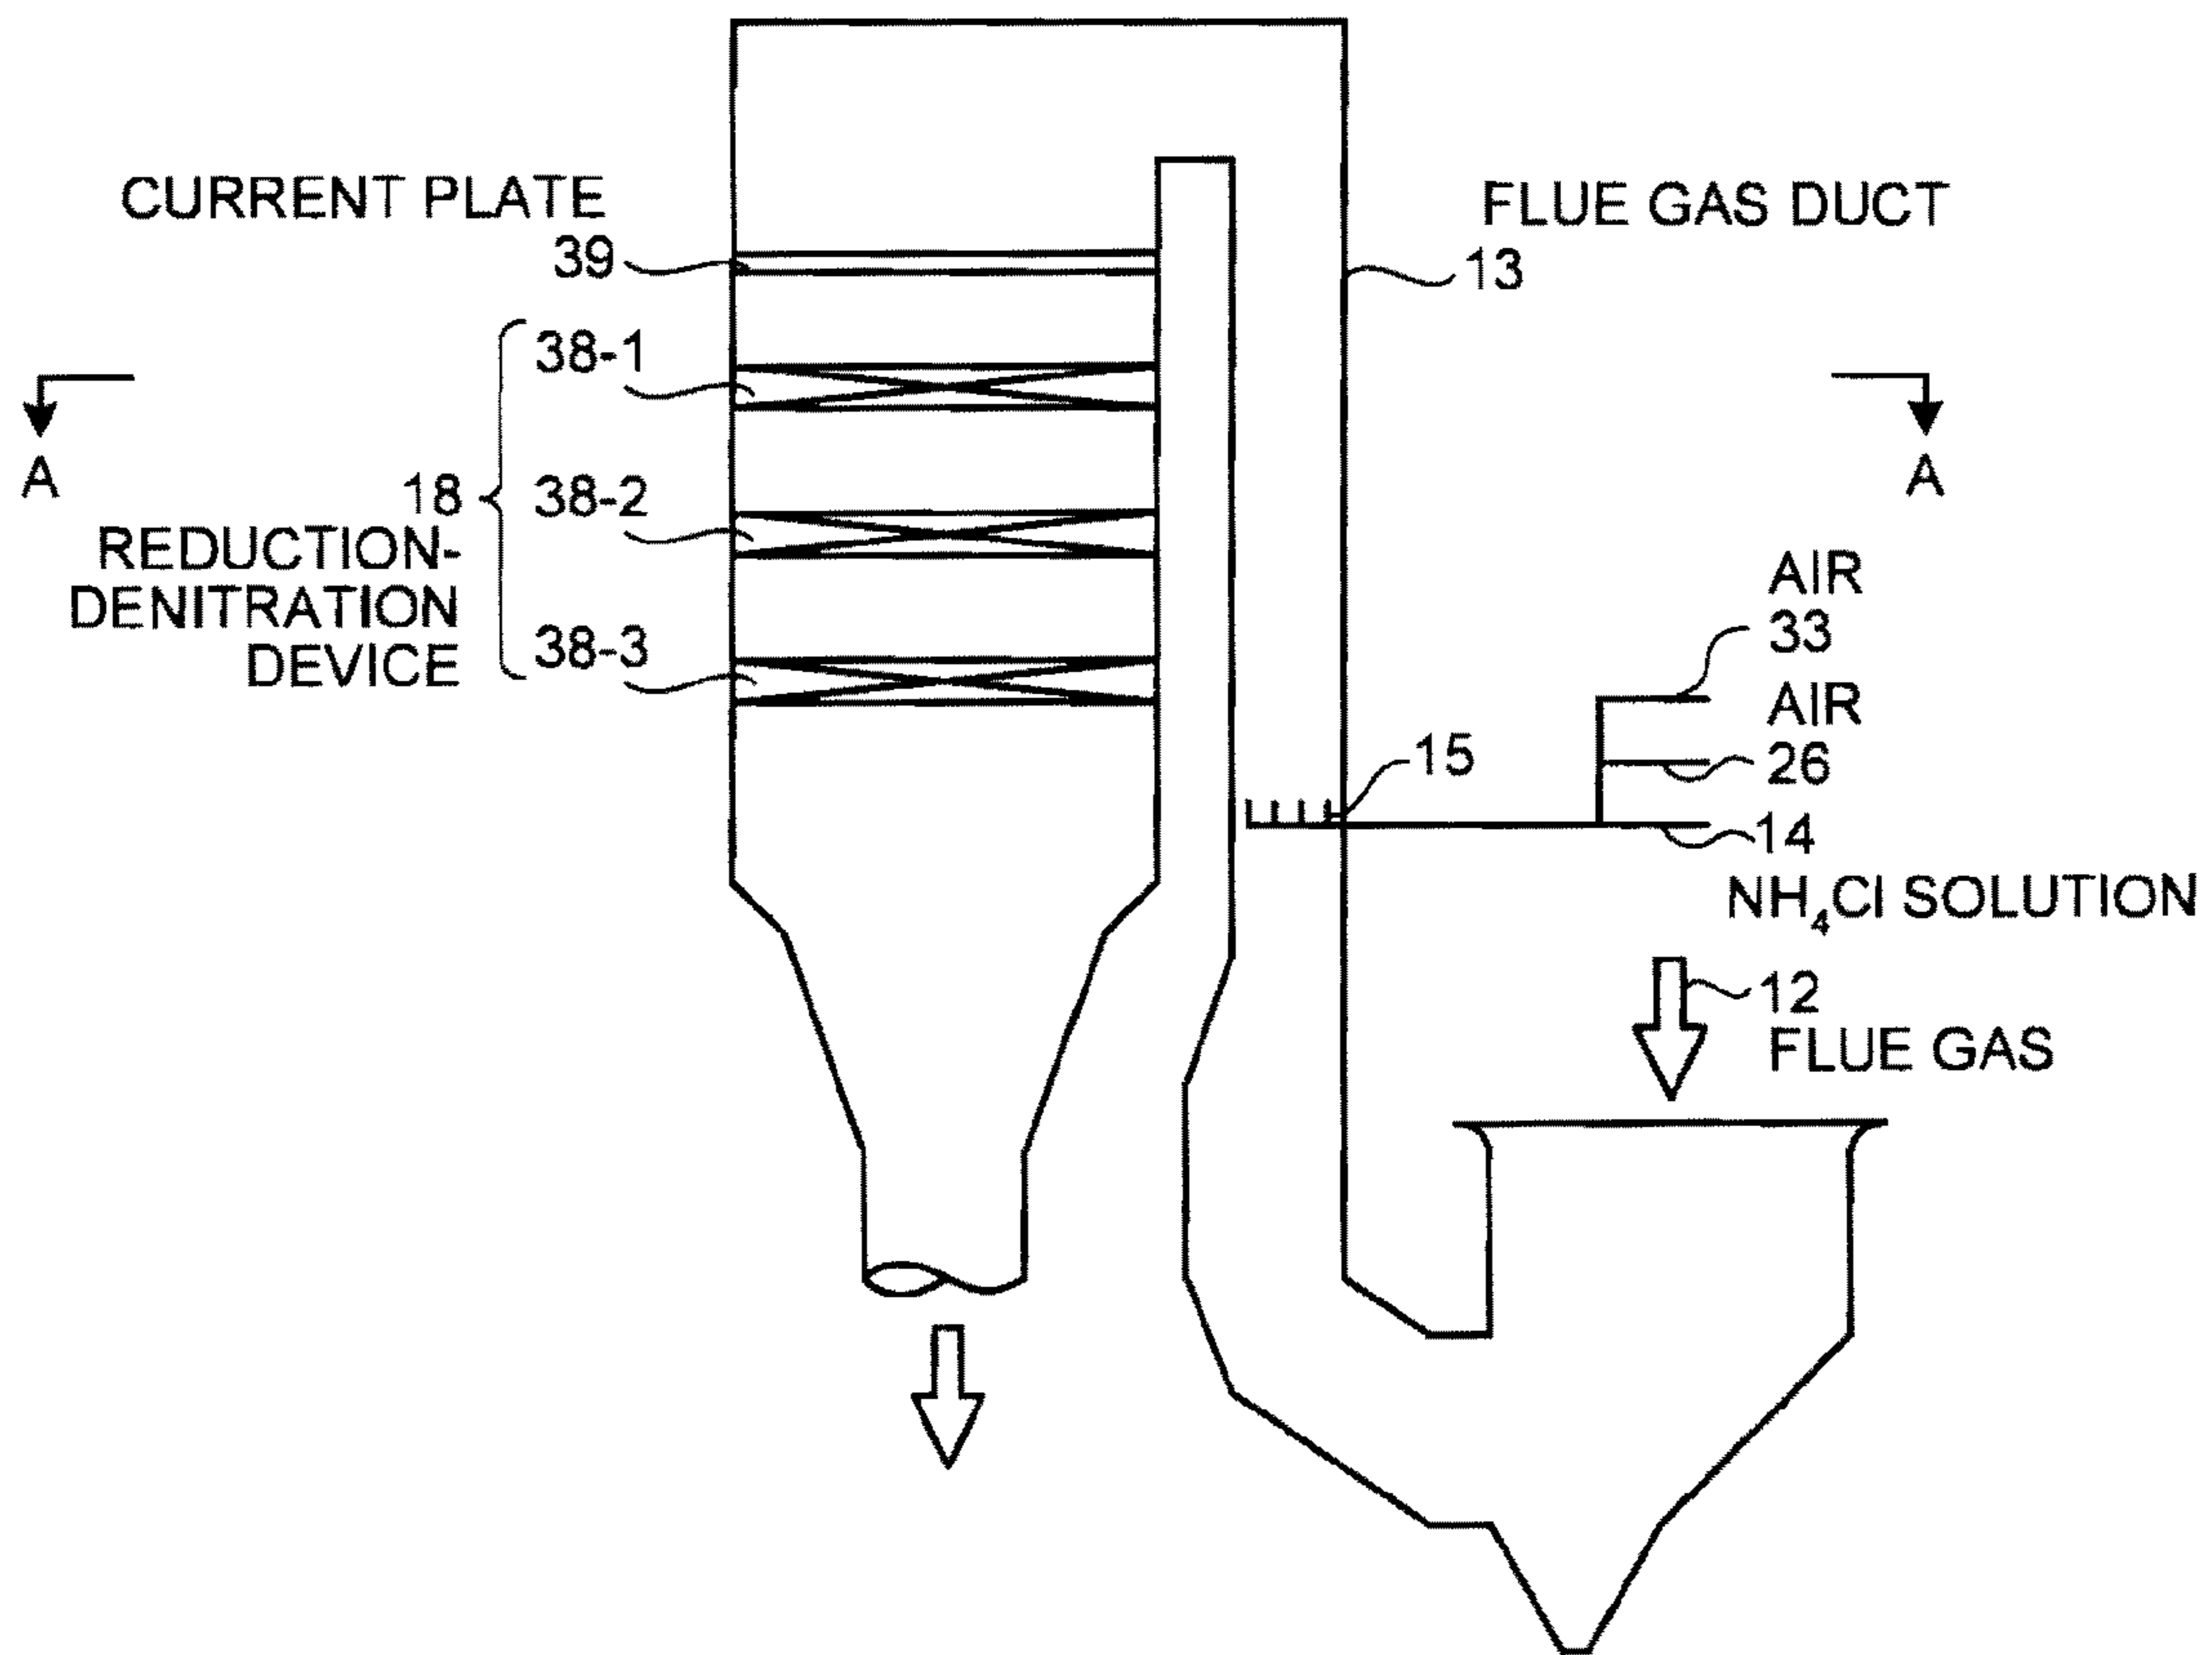 CURRENT PLATE
39
FLUE GAS DUCT
13
38-1
A
A
18
38-2
REDUCTION-
DENITRATION
DEVICE
38-3
AIR
33
AIR
26
15
14
NH₄Cl SOLUTION
12
FLUE GAS